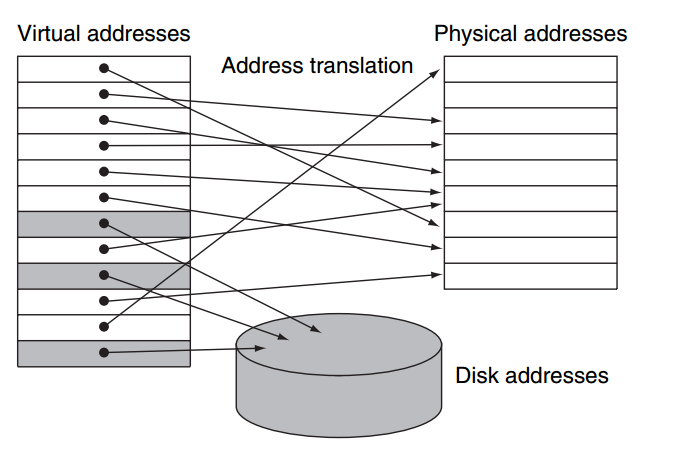 Virtual addresses
Physical addresses
Address translation
Disk addresses